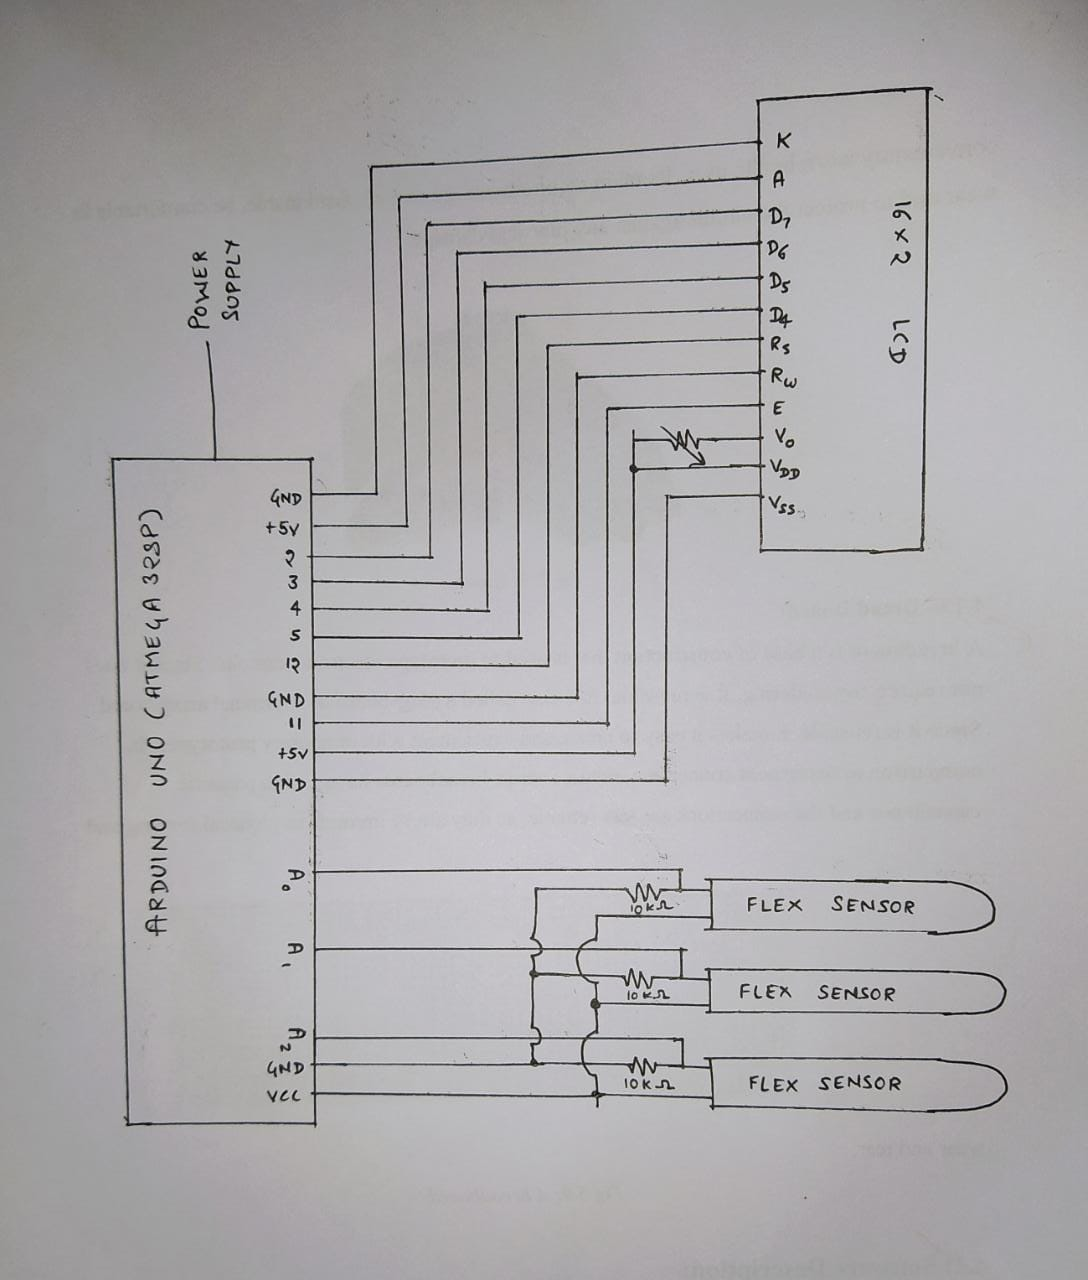 POWER
SUPPLY
ARDUINO UNO (ATMEGA 328P)
GND
+5V
2
3
4
5
12
GND
11
+5V
GND
A0
A1
A2
GND
VCC
16 x 2 LCD
K
A
D7
D6
D5
D4
RS
RW
E
V0
VDD
VSS
10KΩ
FLEX SENSOR
10KΩ
FLEX SENSOR
10KΩ
FLEX SENSOR